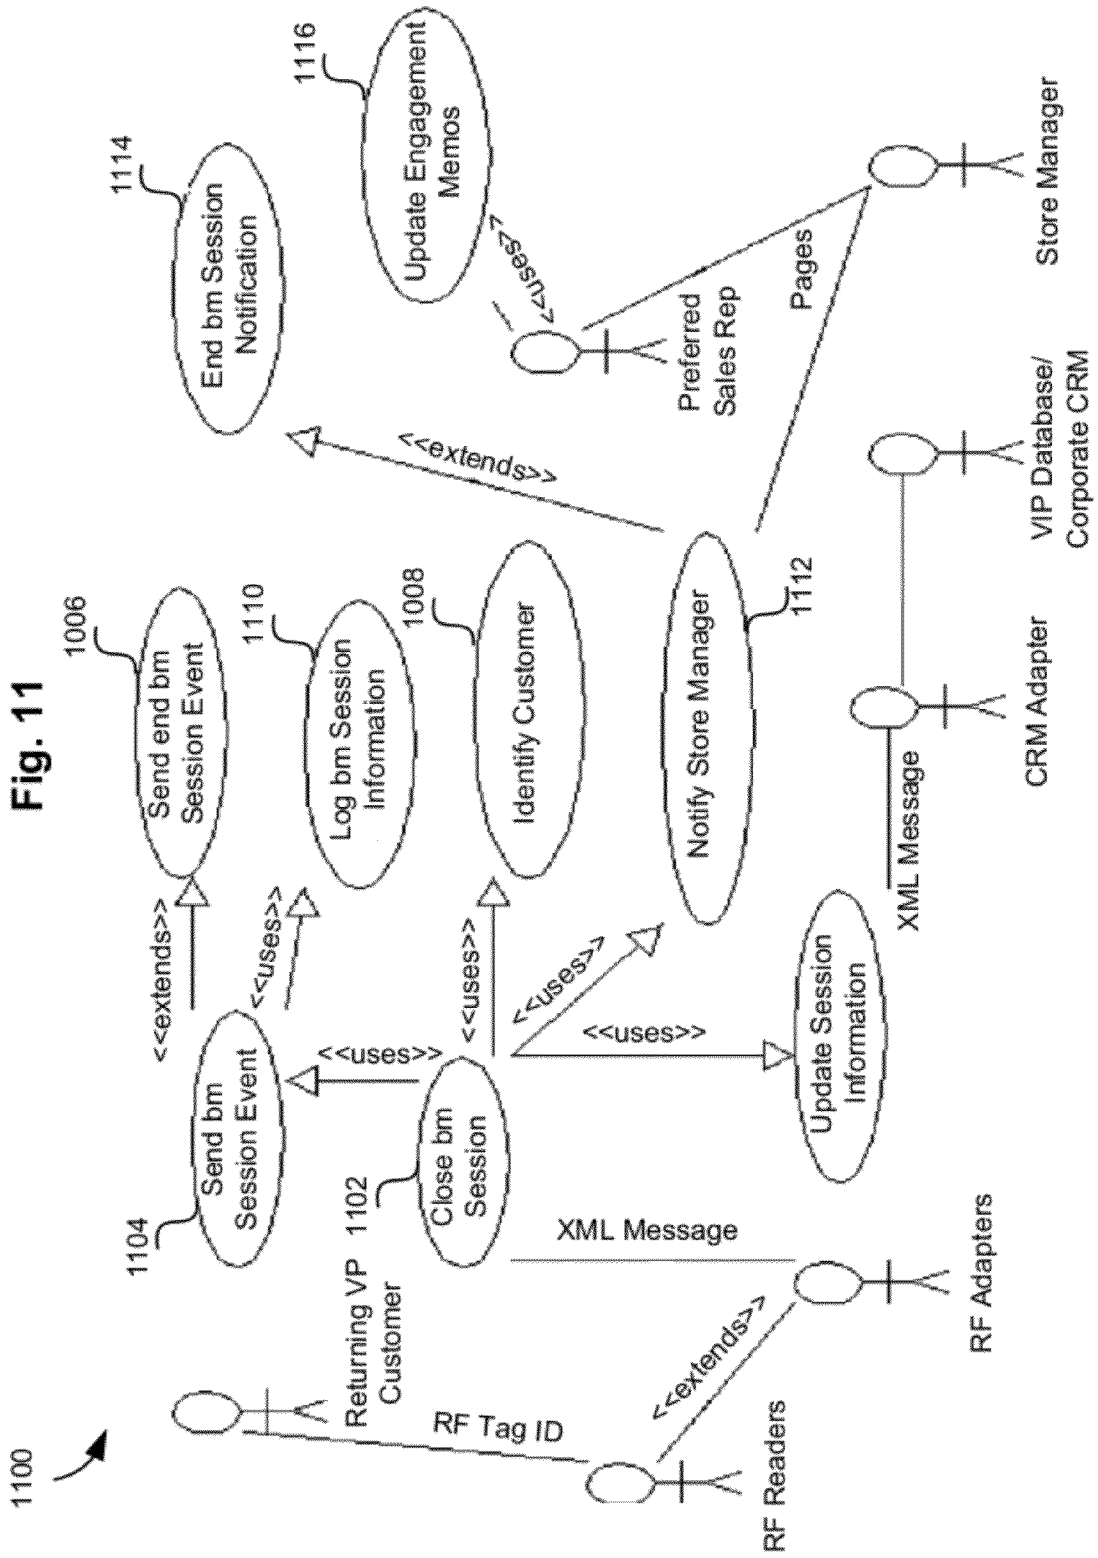 Fig. 11
1100
Returning VP
Customer
RF Tag ID
RF Readers
<<extends>>
RF Adapters
XML Message
1104
Send bm
Session Event
<<extends>>
1006
Send end bm
Session Event
<<uses>>
1110
Log bm Session
Information
1102
Close bm
Session
<<uses>>
<<uses>>
1008
Identify Customer
<<uses>>
Notify Store Manager
1112
<<uses>>
Update Session
Information
XML Message
CRM Adapter
VIP Database/
Corporate CRM
<<extends>>
1114
End bm Session
Notification
1116
Update Engagement
Memos
<<uses>>
Preferred
Sales Rep
Pages
Store Manager